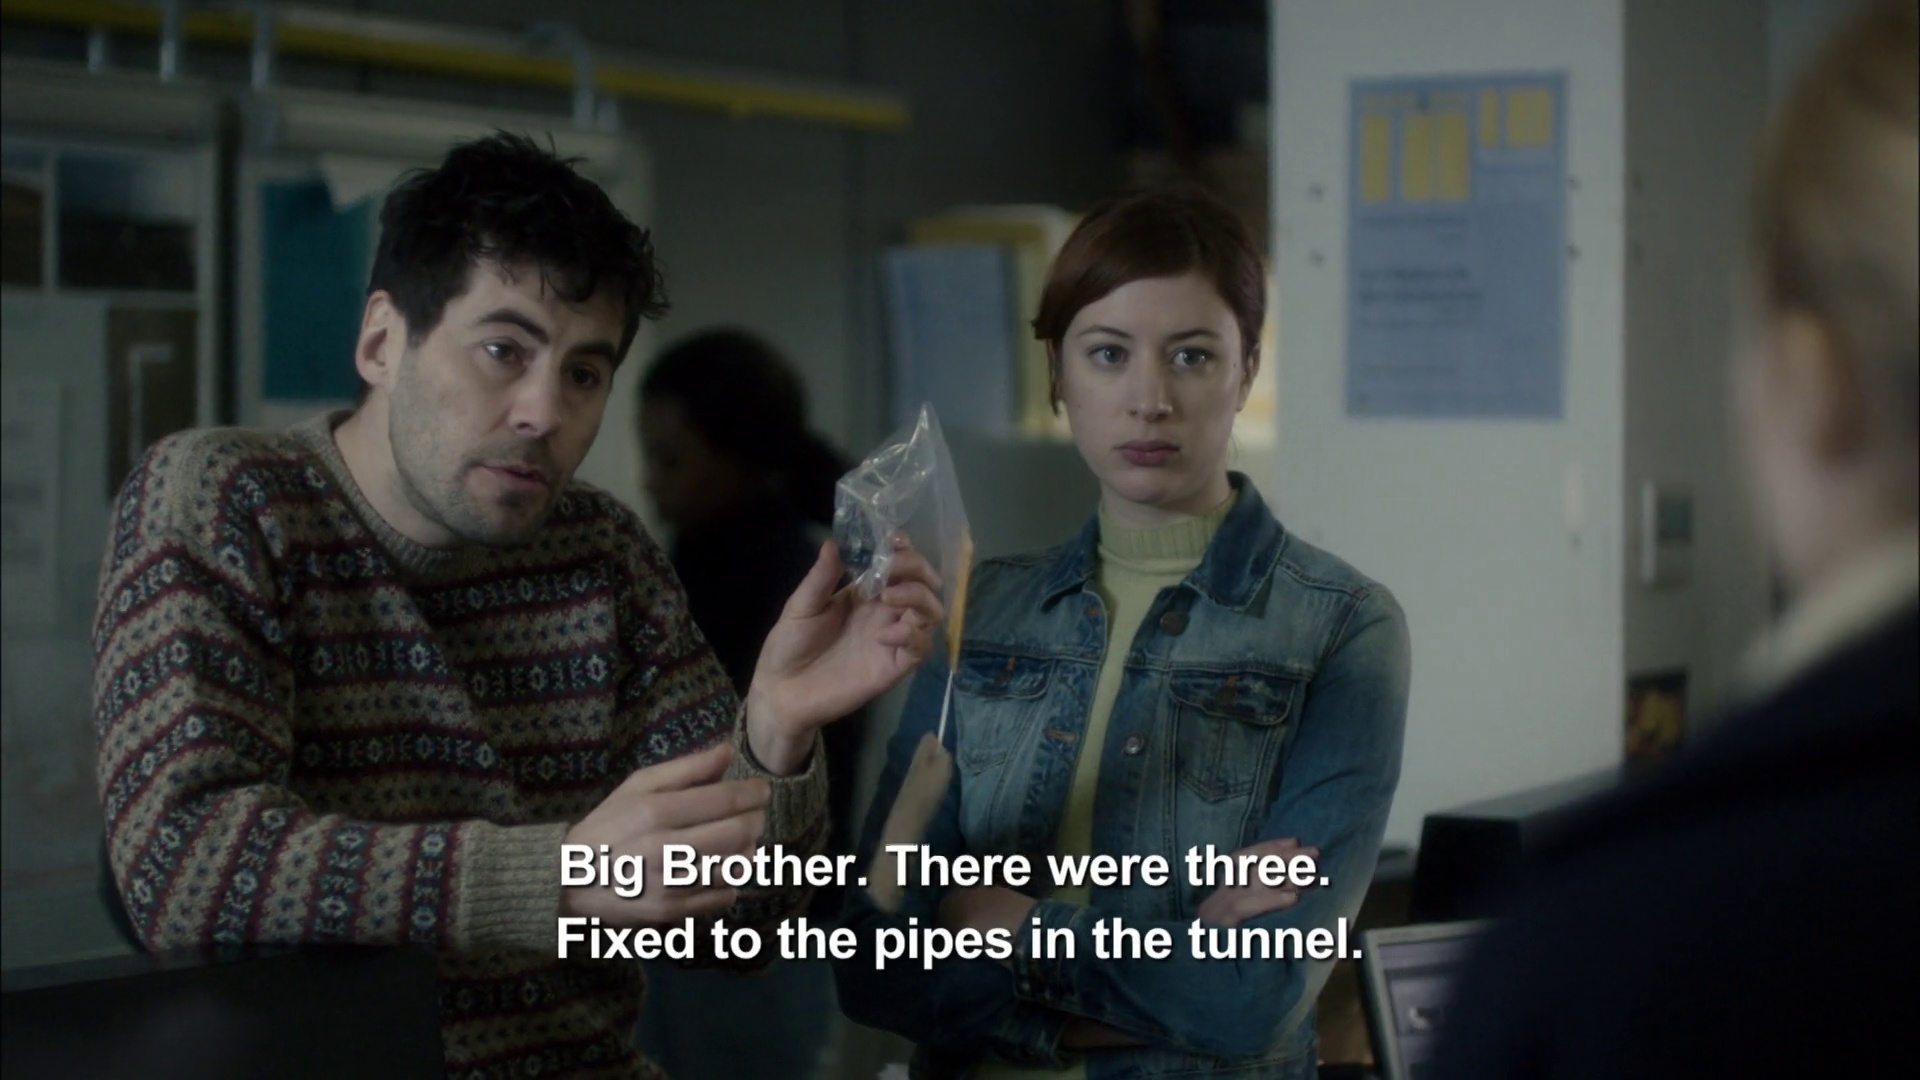 Big Brother. There were three.
Fixed to the pipes in the tunnel.